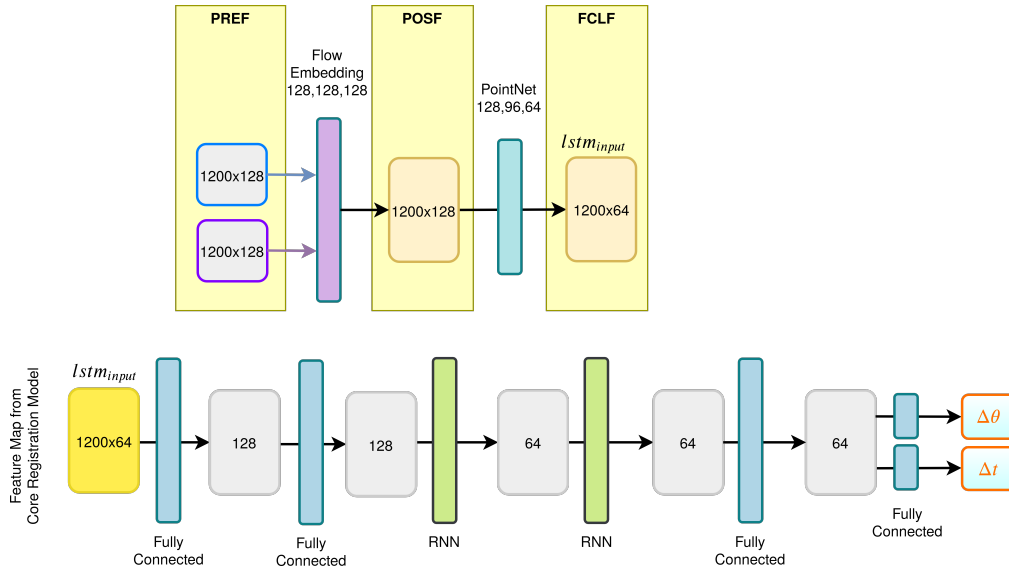 PREF
POSF
FCLF
Flow
Embedding
128,128,128
PointNet
128,96,64
lstm_input
1200x128
1200x128
1200x128
1200x64
Feature Map from
Core Registration Model
lstm_input
1200x64
128
128
64
64
64
Δθ
Δt
Fully
Connected
Fully
Connected
RNN
RNN
Fully
Connected
Fully
Connected